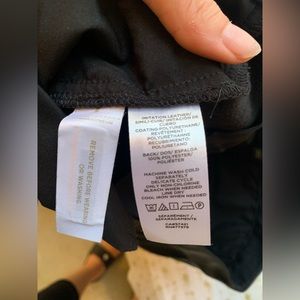 REMOVE BEFORE WEARING
OR WASHING
IMITATION LEATHER/
SIMILI-CUIR/IMITACION DE
CUERO
COATING POLYURETHANE/
REVÊTEMENT
POLYURETHANE/
POLIURETANO
BACK/ DOS/ ESPALDA
100% POLYESTER/
POLIÉSTER
MACHINE WASH COLD
SEPARATELY
DELICATE CYCLE
ONLY NON-CHLORINE
BLEACH WHEN NEEDED
LINE DRY
COOL IRON WHEN NEEDED
SÉPARÉMENT/
SEPARADAMENTE